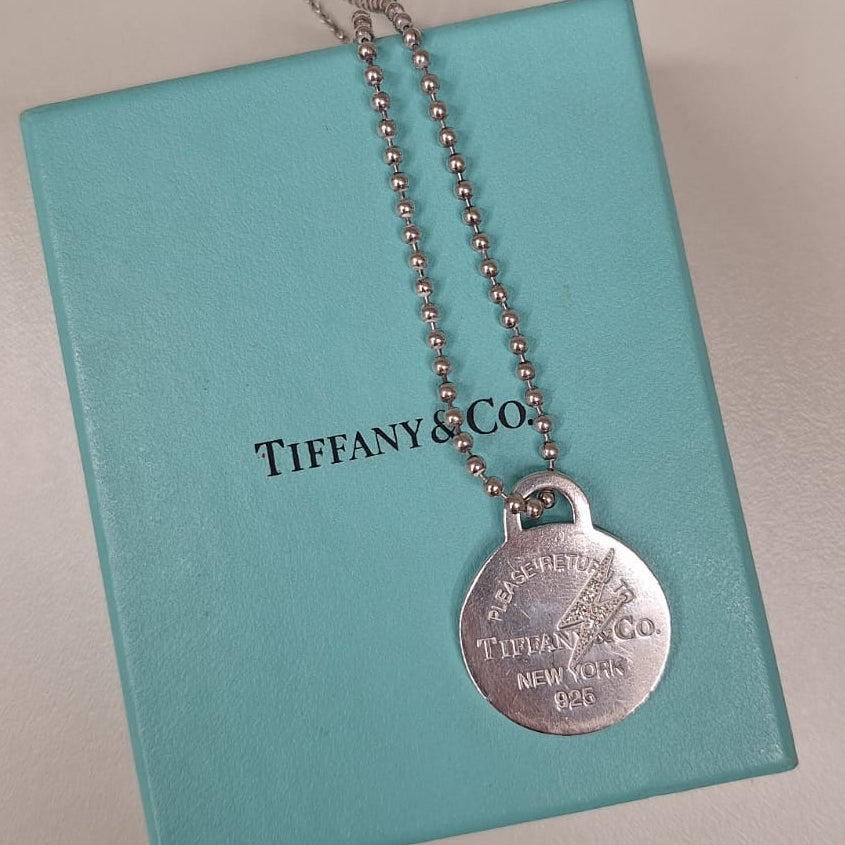 TIFFANY & CO.
PLEASE RETURN TO
TIFFANY & CO.
NEW YORK
925